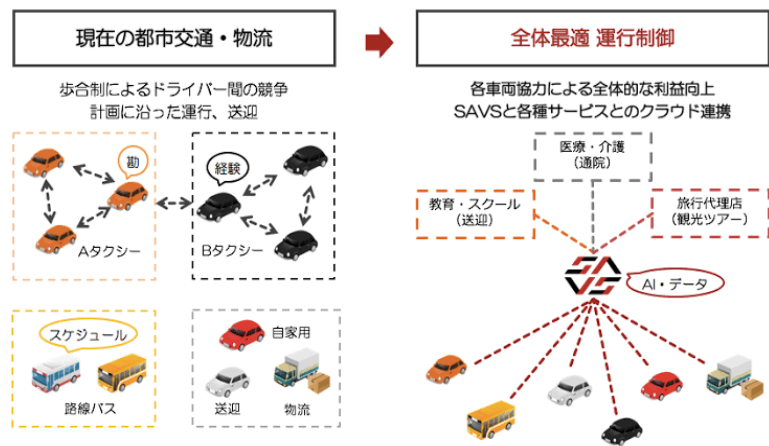 現在の都市交通・物流
歩合制によるドライバー間の競争
計画に沿った運行、送迎
勘
経験
Aタクシー
Bタクシー
スケジュール
路線バス
自家用
送迎
物流
全体最適 運行制御
各車両協力による全体的な利益向上
SAVSと各種サービスとのクラウド連携
医療・介護
(通院)
教育・スクール
(送迎)
旅行代理店
(観光ツアー)
SAVS
AI・データ